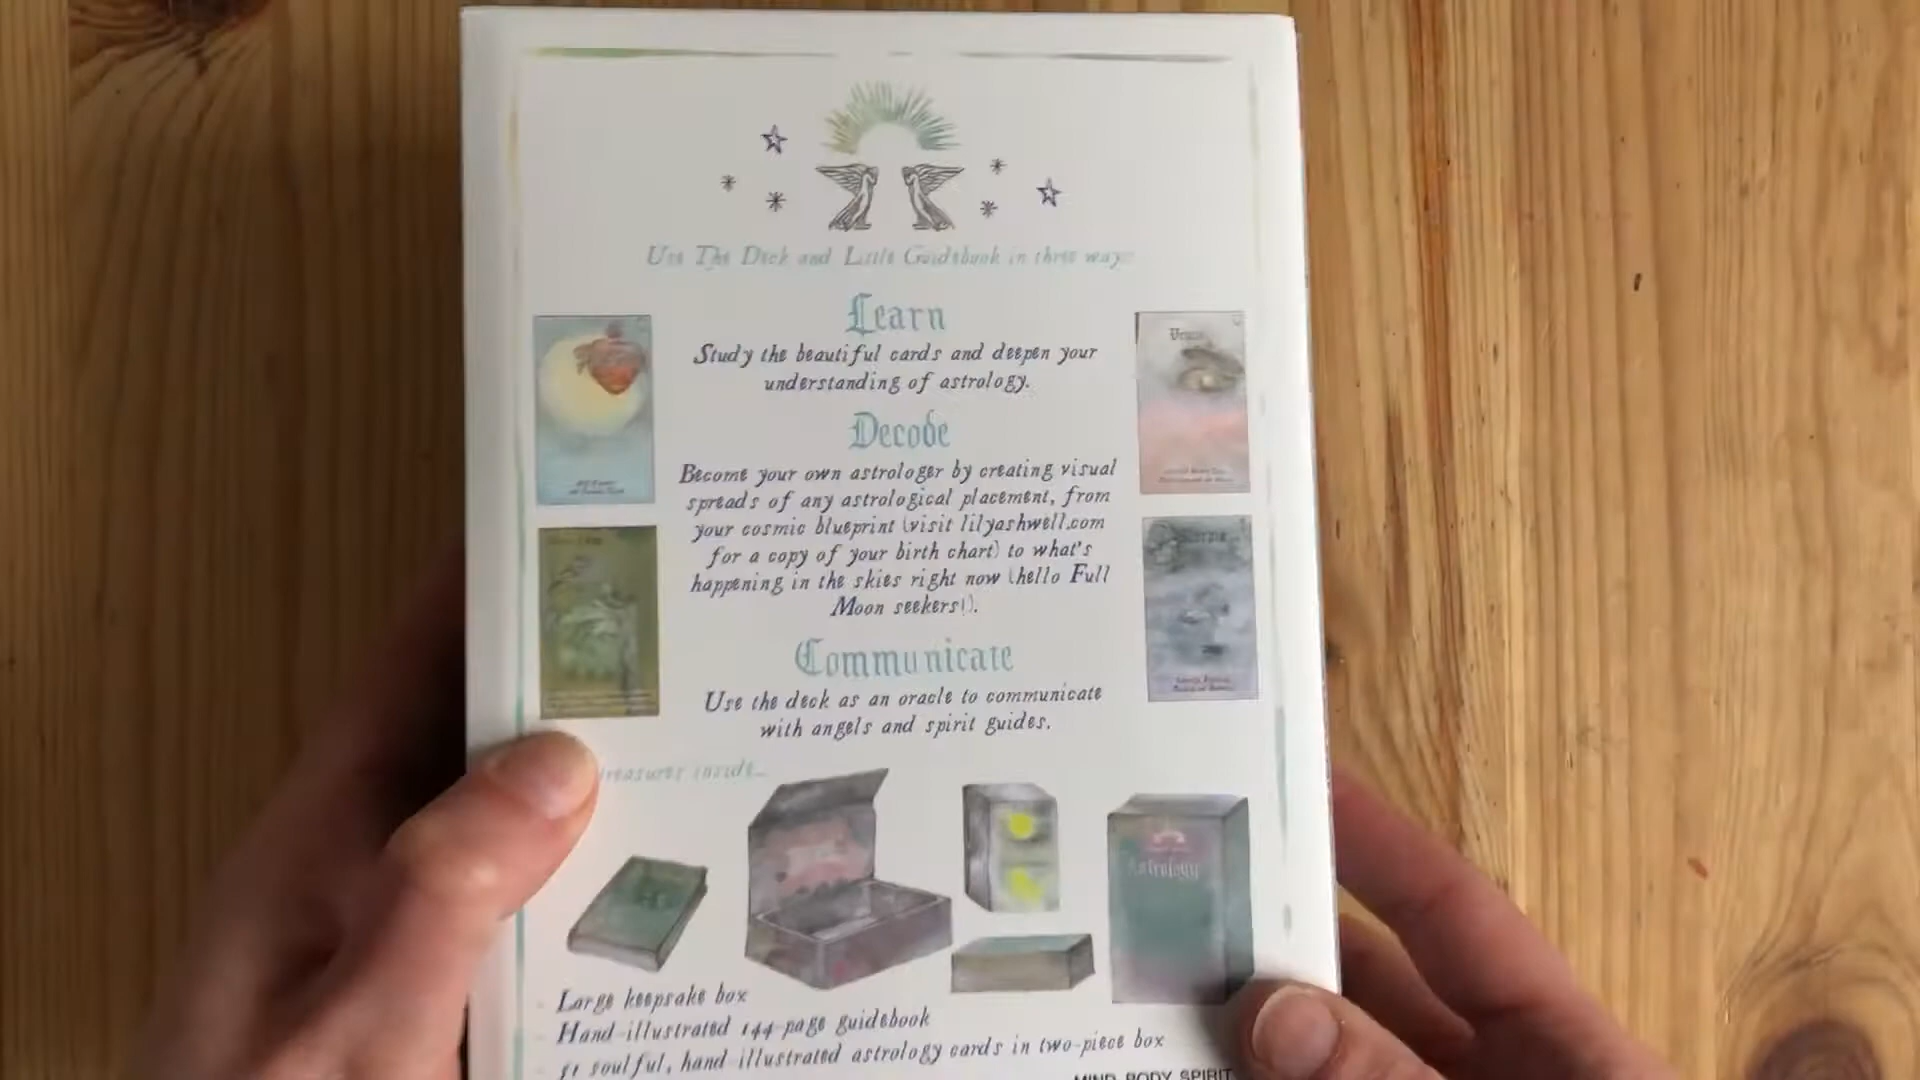 Use The Deck and Little Guidebook in three ways:
Learn
Study the beautiful cards and deepen your
understanding of astrology.
Decode
Become your own astrologer by creating visual
spreads of any astrological placement, from
your cosmic blueprint (visit lilyashwell.com
for a copy of your birth chart) to what's
happening in the skies right now (hello Full
Moon seekers!).
Communicate
Use the deck as an oracle to communicate
with angels and spirit guides.
treasures inside...
Astrology
- Large keepsake box
- Hand-illustrated 144-page guidebook
- 51 soulful, hand-illustrated astrology cards in two-piece box
MIND, BODY, SPIRIT